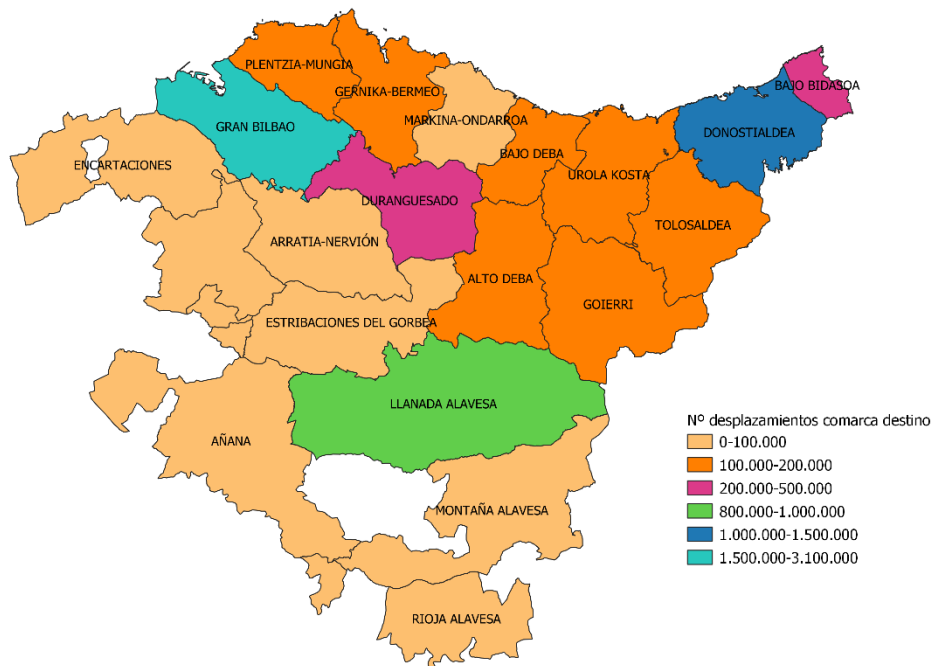 PLENTZIA-MUNGIA
BAJO BIDASOA
GERNIKA-BERMEO
MARKINA-ONDARROA
GRAN BILBAO
DONOSTIALDEA
BAJO DEBA
ENCARTACIONES
UROLA KOSTA
DURANGUESADO
TOLOSALDEA
ARRATIA-NERVIÓN
ALTO DEBA
GOIERRI
ESTRIBACIONES DEL GORBEA
LLANADA ALAVESA
AÑANA
MONTAÑA ALAVESA
RIOJA ALAVESA
Nº desplazamientos comarca destino
0-100.000
100.000-200.000
200.000-500.000
800.000-1.000.000
1.000.000-1.500.000
1.500.000-3.100.000